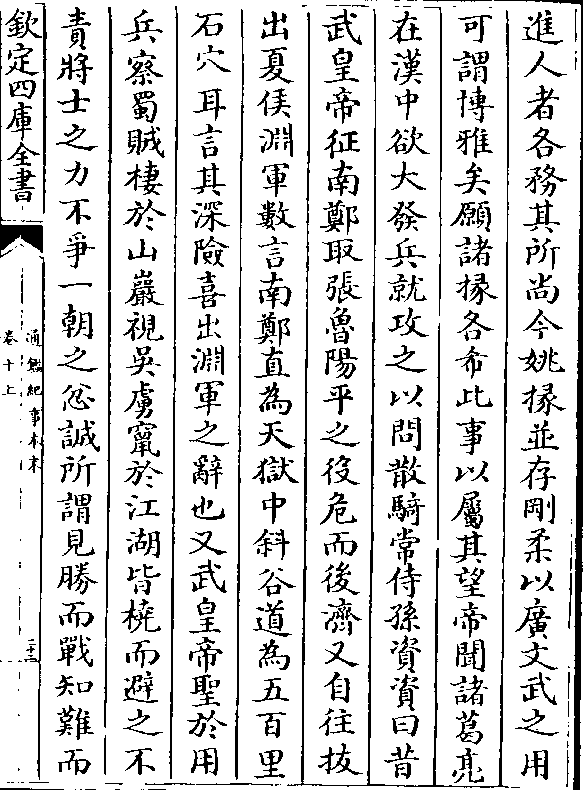 進人者各務其所尚今姚掾並存剛柔以廣文武之用
可謂博雅矣願諸掾各希此事以屬其望帝聞諸葛亮
在漢中欲大發兵就攻之以問散騎常侍孫資資曰昔
武皇帝征南鄭取張魯陽平之役危而後濟又自往拔
出夏侯淵軍數言南鄭直為天獄中斜谷道為五百里
石穴耳言其深險喜出淵軍之辭也又武皇帝聖於用
兵察蜀賊棲於山巖視吳虜竄於江湖皆橈而避之不
責將士之力不爭一朝之忿誠所謂見勝而戰知難而
欽定四庫全書
通鑑紀事本末
卷十上
二十二